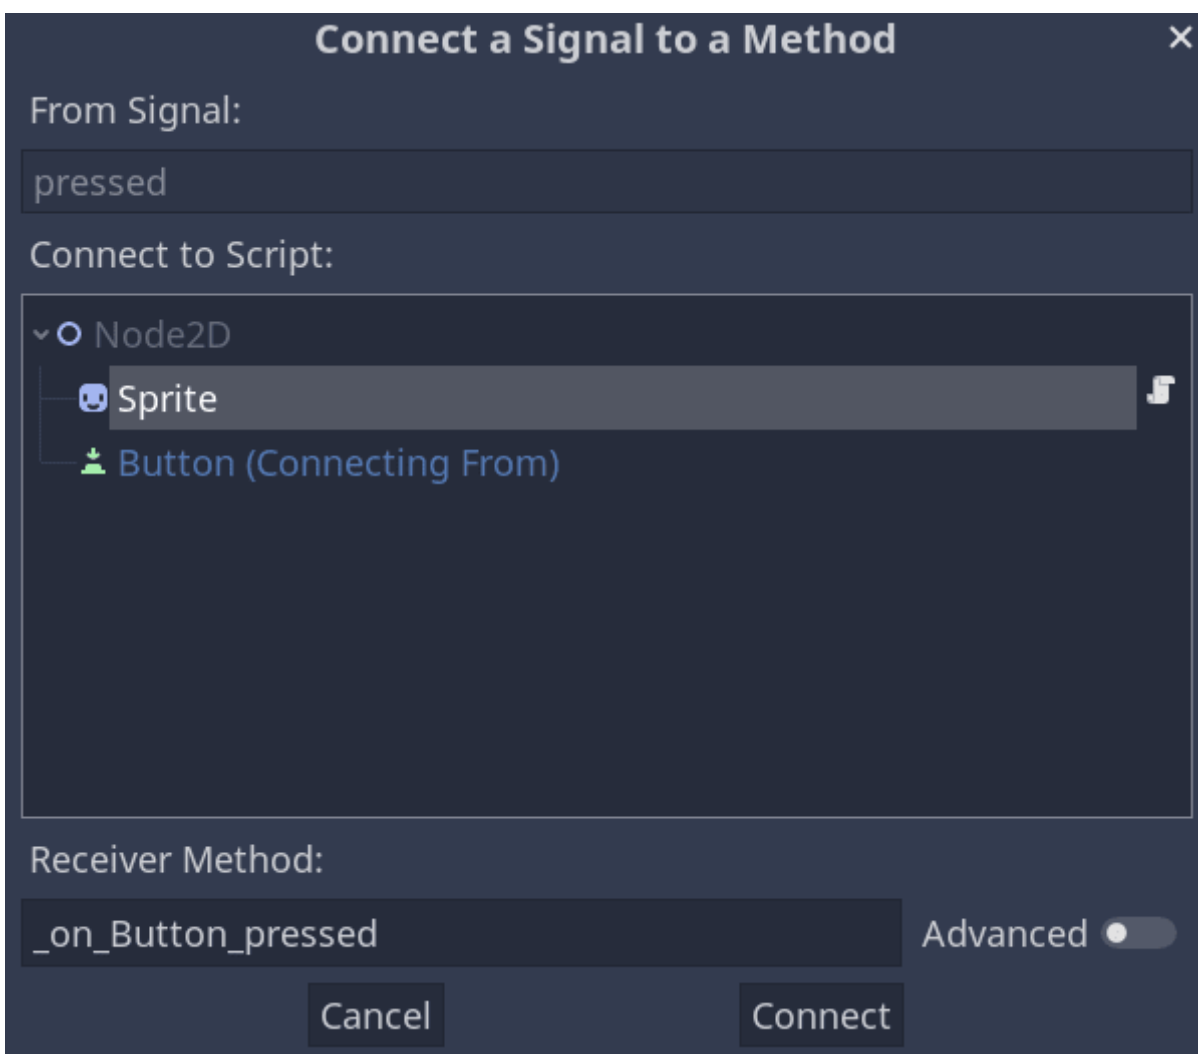 Connect a Signal to a Method
From Signal:
pressed
Connect to Script:
Node2D
Sprite
Button (Connecting From)
Receiver Method:
_on_Button_pressed
Advanced
Cancel
Connect